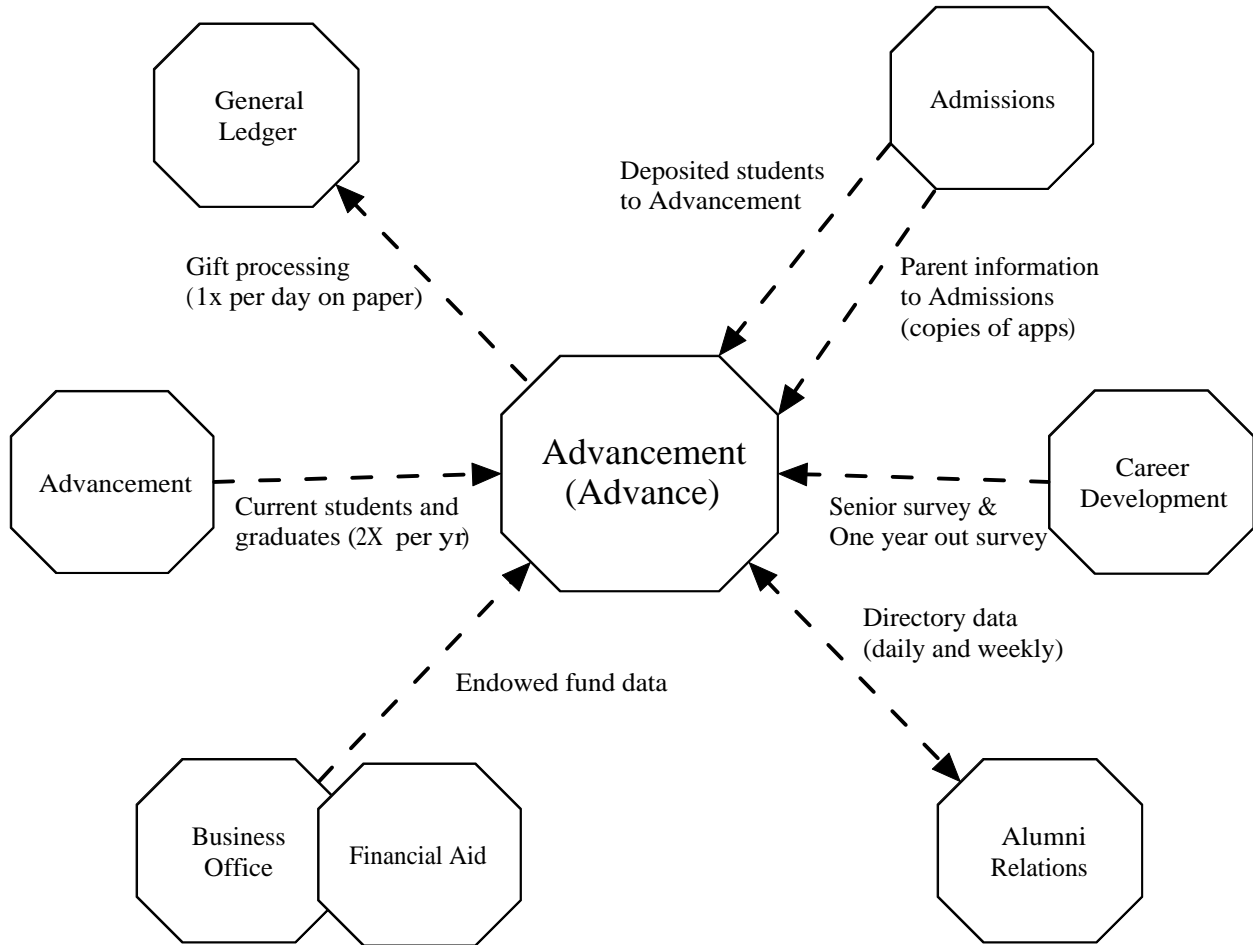 General
Ledger
Admissions
Deposited students
to Advancement
Gift processing
(1x per day on paper)
Parent information
to Admissions
(copies of apps)
Advancement
(Advance)
Advancement
Career
Development
Current students and
graduates (2X per yr)
Senior survey &
One year out survey
Directory data
(daily and weekly)
Endowed fund data
Business
Office
Financial Aid
Alumni
Relations